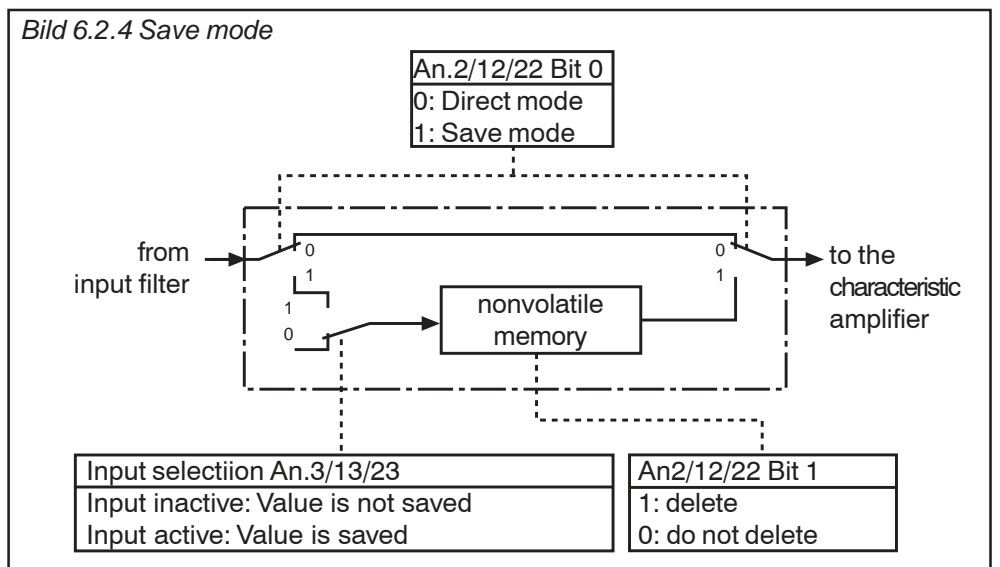 Bild 6.2.4 Save mode
An.2/12/22 Bit 0
0: Direct mode
1: Save mode
from
input filter
0
1
1
0
nonvolatile
memory
0
1
to the
characteristic
amplifier
Input selectiion An.3/13/23
Input inactive: Value is not saved
Input active: Value is saved
An2/12/22 Bit 1
1: delete
0: do not delete